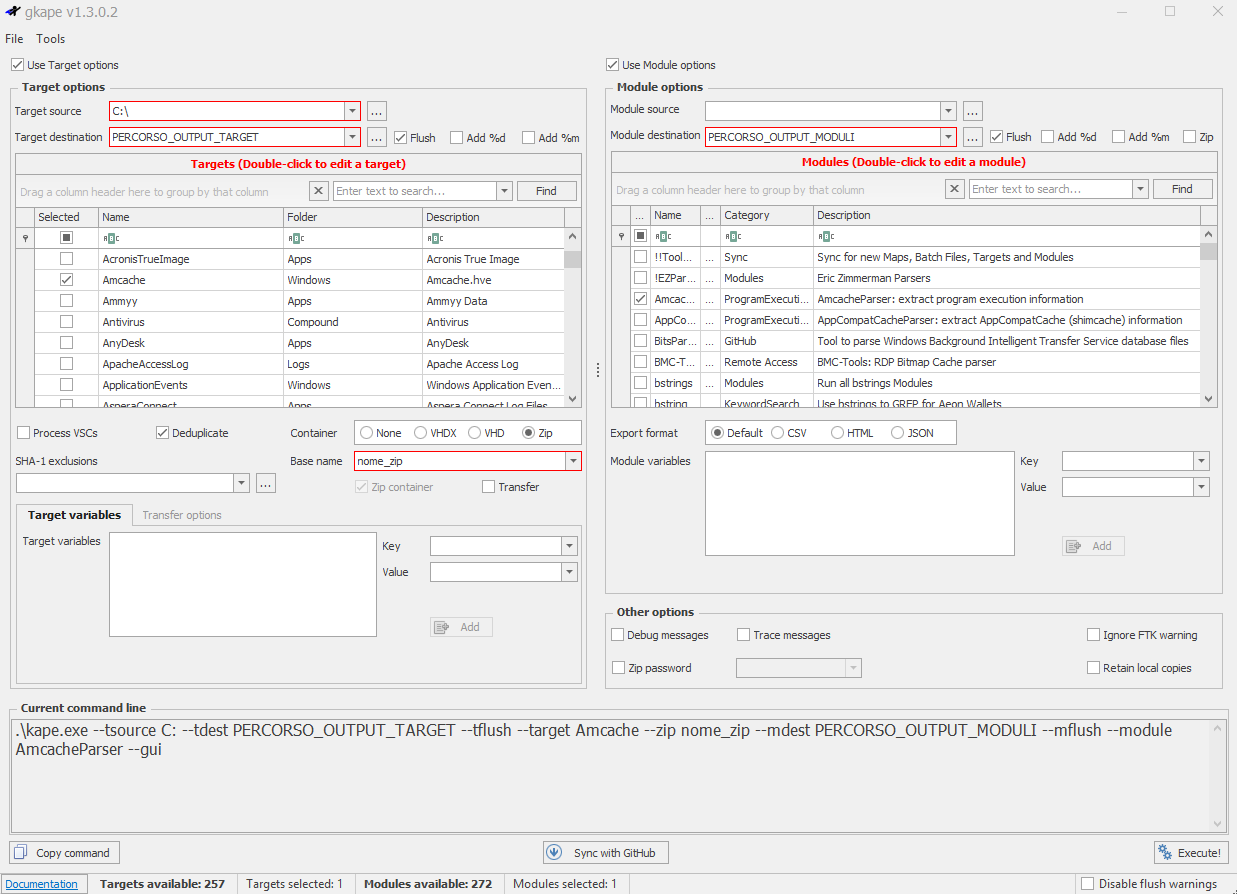 gkape v1.3.0.2
File Tools
Use Target options
Target options
Target source C:\ ...
Target destination PERCORSO_OUTPUT_TARGET ... Flush Add %d Add %m
Targets (Double-click to edit a target)
Drag a column header here to group by that column Enter text to search... Find
Selected Name Folder Description
AcronisTrueImage Apps Acronis True Image
Amcache Windows Amcache.hve
Ammyy Apps Ammyy Data
Antivirus Compound Antivirus
AnyDesk Apps AnyDesk
ApacheAccessLog Logs Apache Access Log
ApplicationEvents Windows Windows Application Even...
AsperaConnect Apps Aspera Connect Log Files
Process VSCs Deduplicate Container None VHDX VHD Zip
SHA-1 exclusions Base name nome_zip
... Zip container Transfer
Target variables Transfer options
Target variables Key
Value
Add
Use Module options
Module options
Module source ...
Module destination PERCORSO_OUTPUT_MODULI ... Flush Add %d Add %m Zip
Modules (Double-click to edit a module)
Drag a column header here to group by that column Enter text to search... Find
... Name ... Category Description
!!Tool... ... Sync Sync for new Maps, Batch Files, Targets and Modules
!EZPar... ... Modules Eric Zimmerman Parsers
Amcac... ... ProgramExecuti... AmcacheParser: extract program execution information
AppCo... ... ProgramExecuti... AppCompatCacheParser: extract AppCompatCache (shimcache) information
BitsPar... ... GitHub Tool to parse Windows Background Intelligent Transfer Service database files
BMC-T... ... Remote Access BMC-Tools: RDP Bitmap Cache parser
bstrings ... Modules Run all bstrings Modules
bstring ... KeywordSearch Use bstrings to GREP for Aeon Wallets
Export format Default CSV HTML JSON
Module variables Key
Value
Add
Other options
Debug messages Trace messages Ignore FTK warning
Zip password Retain local copies
Current command line
.\kape.exe --tsource C: --tdest PERCORSO_OUTPUT_TARGET --tflush --target Amcache --zip nome_zip --mdest PERCORSO_OUTPUT_MODULI --mflush --module
AmcacheParser --gui
Copy command Sync with GitHub Execute!
Documentation Targets available: 257 Targets selected: 1 Modules available: 272 Modules selected: 1 Disable flush warnings